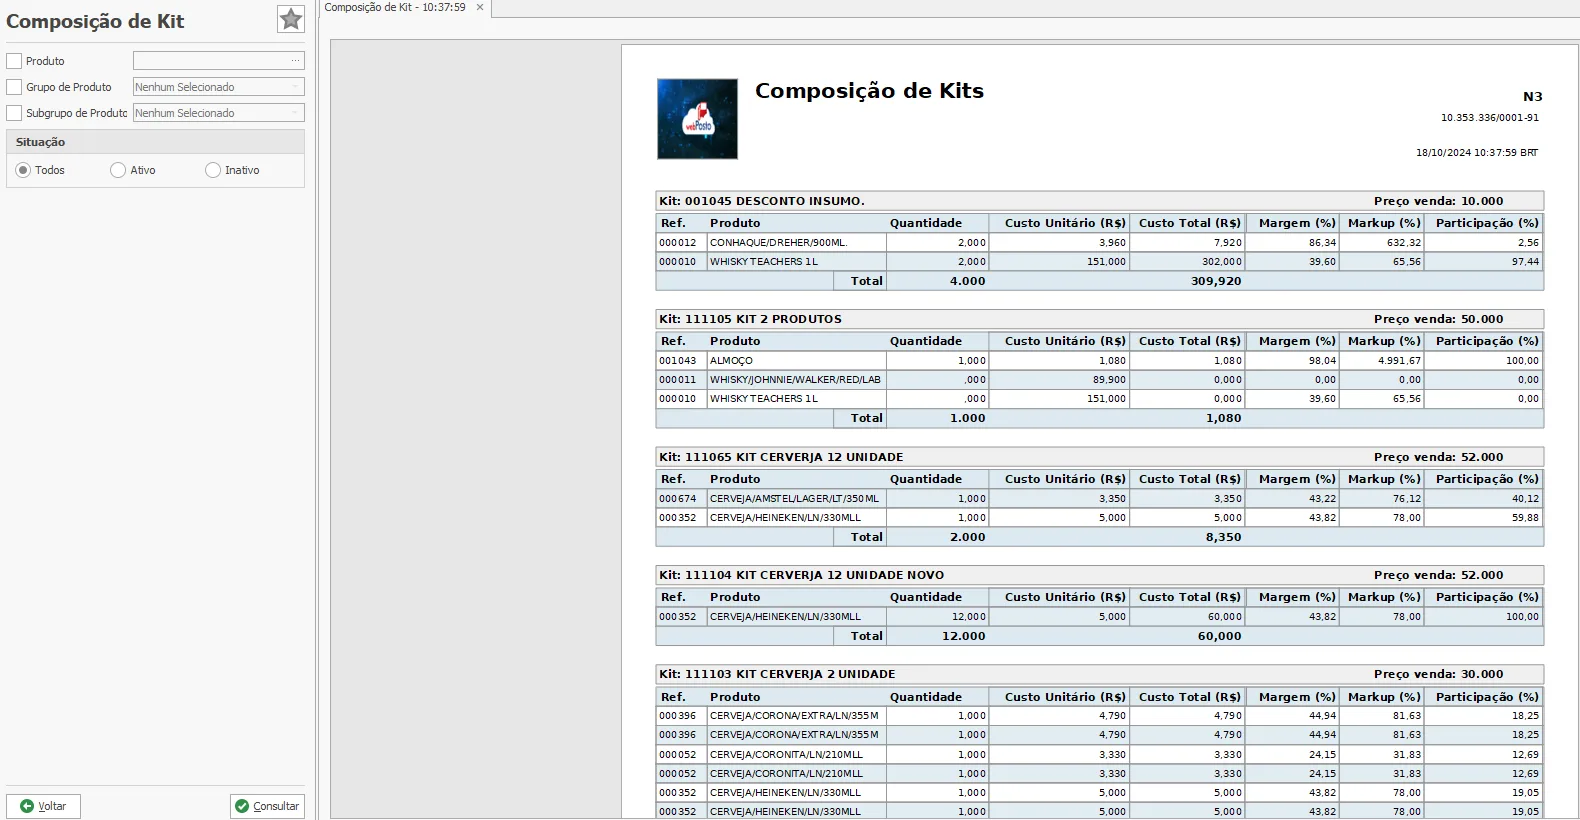 Composição de Kit
Produto
...
Grupo de Produto Nenhum Selecionado
Subgrupo de Produto Nenhum Selecionado
Situação
Todos Ativo Inativo
Voltar Consultar
Composição de Kit - 10:37:59 ×
webPosto
Composição de Kits
N3
10.353.336/0001-91
18/10/2024 10:37:59 BRT
Kit: 001045 DESCONTO INSUMO. Preço venda: 10.000
Ref. Produto Quantidade Custo Unitário (R$) Custo Total (R$) Margem (%) Markup (%) Participação (%)
000012 CONHAQUE/DREHER/900ML. 2,000 3,960 7,920 86,34 632,32 2,56
000010 WHISKY TEACHERS 1L 2,000 151,000 302,000 39,60 65,56 97,44
Total 4.000 309,920
Kit: 111105 KIT 2 PRODUTOS Preço venda: 50.000
Ref. Produto Quantidade Custo Unitário (R$) Custo Total (R$) Margem (%) Markup (%) Participação (%)
001043 ALMOÇO 1,000 1,080 1,080 98,04 4.991,67 100,00
000011 WHISKY/JOHNNIE/WALKER/RED/LAB ,000 89,900 0,000 0,00 0,00 0,00
000010 WHISKY TEACHERS 1L ,000 151,000 0,000 39,60 65,56 0,00
Total 1.000 1,080
Kit: 111065 KIT CERVERJA 12 UNIDADE Preço venda: 52.000
Ref. Produto Quantidade Custo Unitário (R$) Custo Total (R$) Margem (%) Markup (%) Participação (%)
000674 CERVEJA/AMSTEL/LAGER/LT/350ML 1,000 3,350 3,350 43,22 76,12 40,12
000352 CERVEJA/HEINEKEN/LN/330MLL 1,000 5,000 5,000 43,82 78,00 59,88
Total 2.000 8,350
Kit: 111104 KIT CERVERJA 12 UNIDADE NOVO Preço venda: 52.000
Ref. Produto Quantidade Custo Unitário (R$) Custo Total (R$) Margem (%) Markup (%) Participação (%)
000352 CERVEJA/HEINEKEN/LN/330MLL 12,000 5,000 60,000 43,82 78,00 100,00
Total 12.000 60,000
Kit: 111103 KIT CERVERJA 2 UNIDADE Preço venda: 30.000
Ref. Produto Quantidade Custo Unitário (R$) Custo Total (R$) Margem (%) Markup (%) Participação (%)
000396 CERVEJA/CORONA/EXTRA/LN/355M 1,000 4,790 4,790 44,94 81,63 18,25
000396 CERVEJA/CORONA/EXTRA/LN/355M 1,000 4,790 4,790 44,94 81,63 18,25
000052 CERVEJA/CORONITA/LN/210MLL 1,000 3,330 3,330 24,15 31,83 12,69
000052 CERVEJA/CORONITA/LN/210MLL 1,000 3,330 3,330 24,15 31,83 12,69
000352 CERVEJA/HEINEKEN/LN/330MLL 1,000 5,000 5,000 43,82 78,00 19,05
000352 CERVEJA/HEINEKEN/LN/330MLL 1,000 5,000 5,000 43,82 78,00 19,05